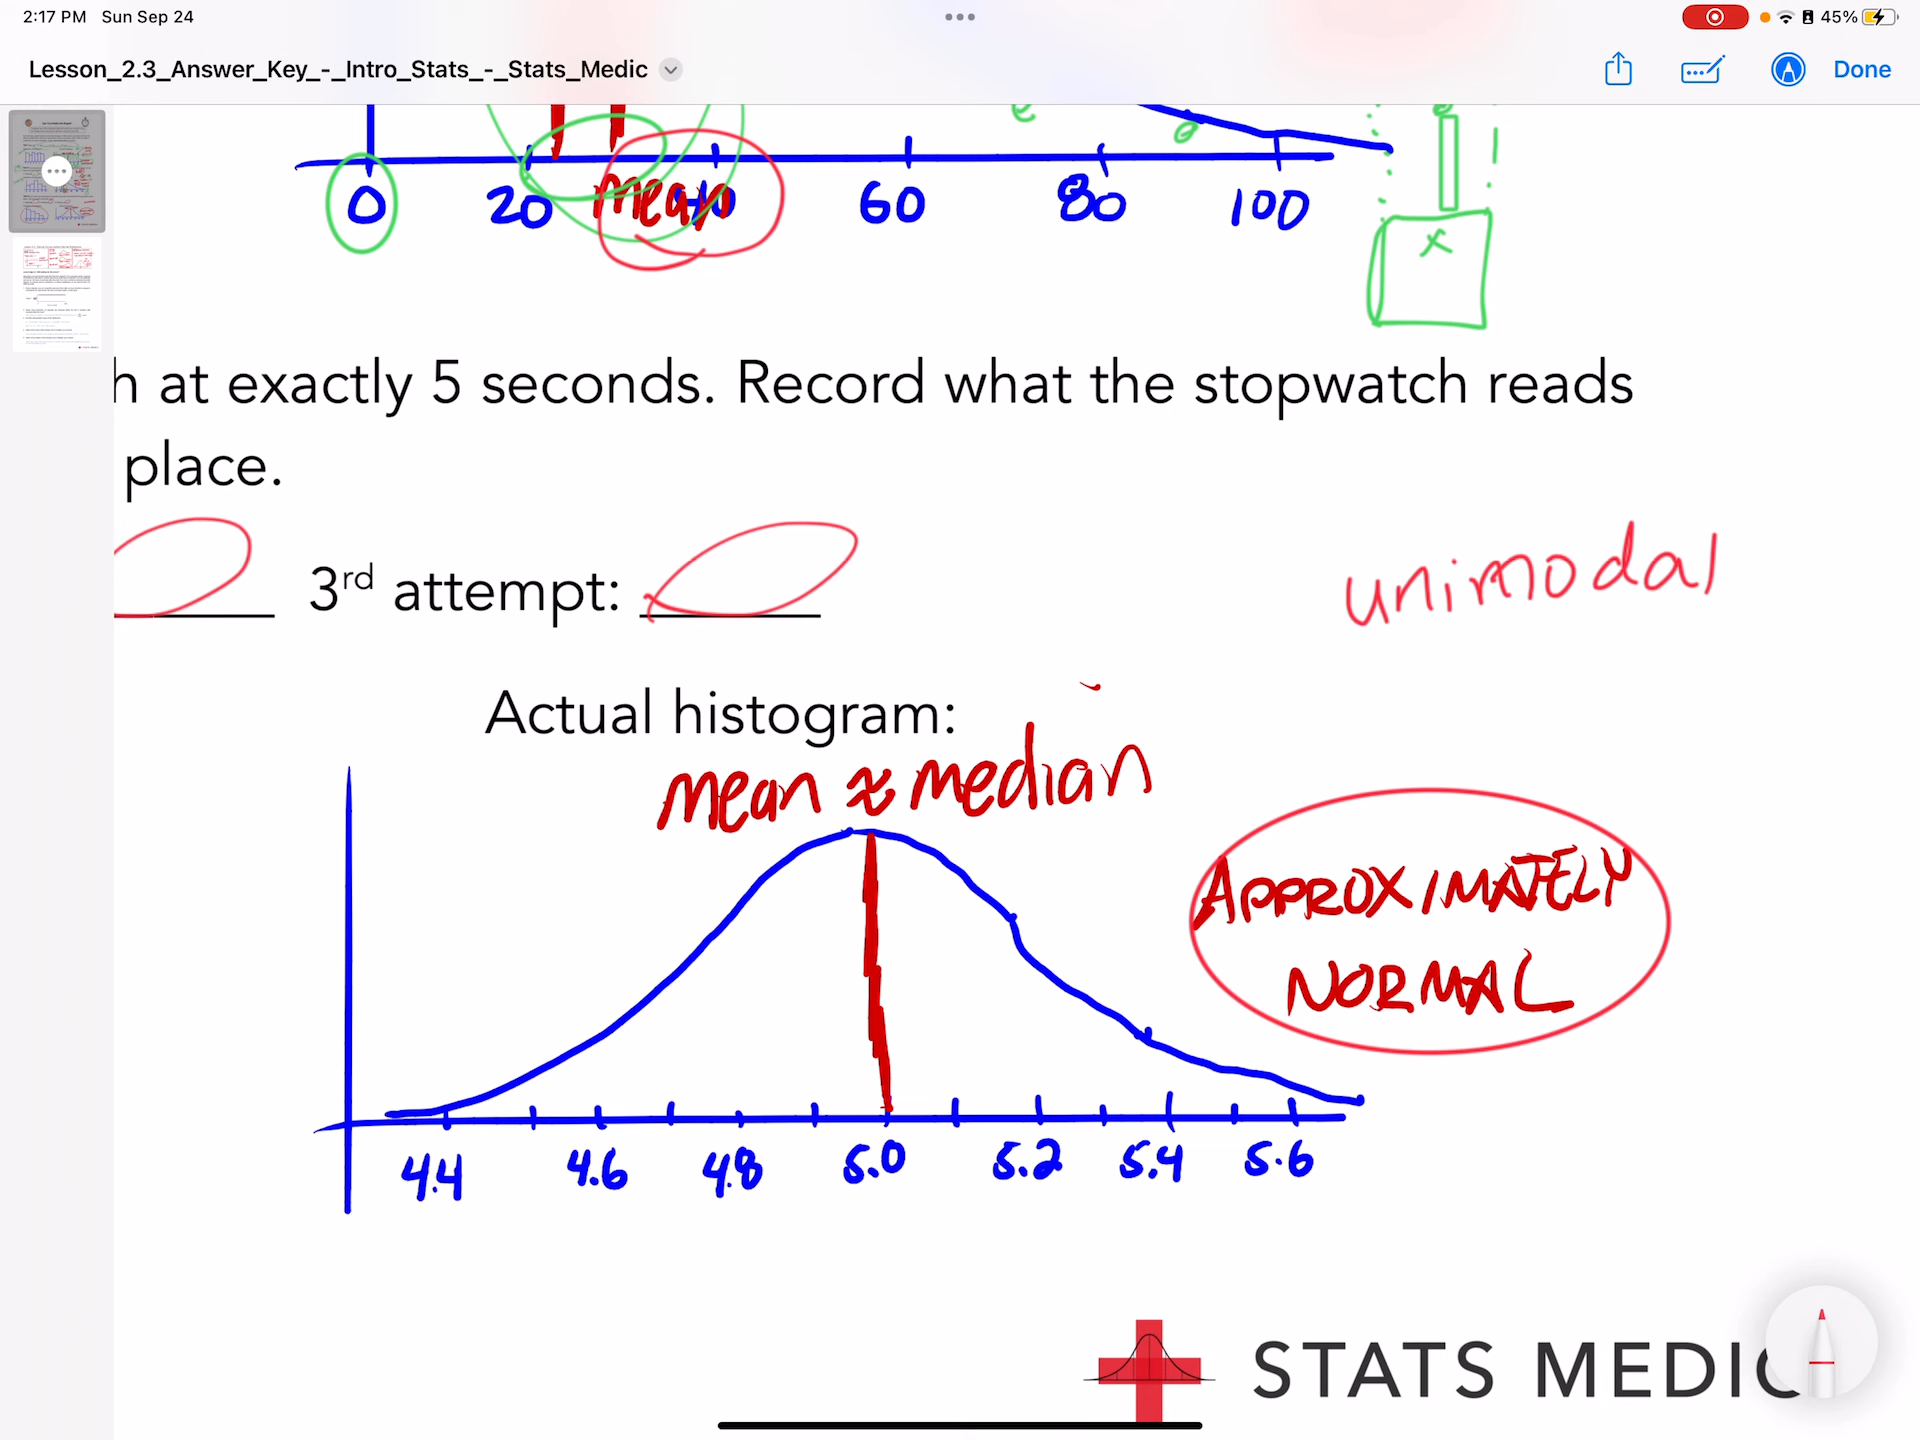 2:17 PM Sun Sep 24
45%
Lesson_2.3_Answer_Key_-_Intro_Stats_-_Stats_Medic
Done
0 20 mean 40 60 80 100
x
h at exactly 5 seconds. Record what the stopwatch reads
place.
3rd attempt:
unimodal
Actual histogram:
mean ≈ median
APPROXIMATELY
NORMAL
4.4 4.6 4.8 5.0 5.2 5.4 5.6
STATS MEDIC